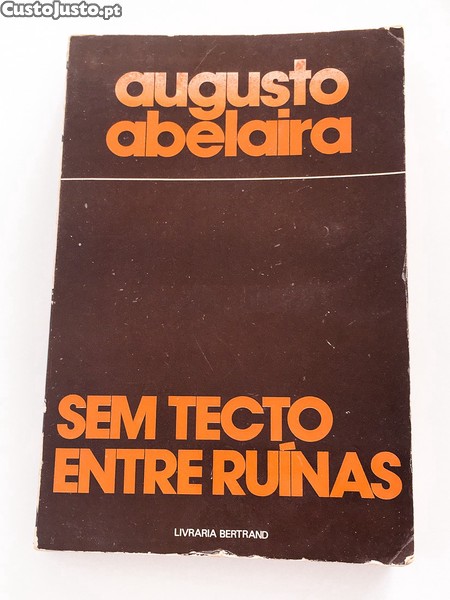 CustoJusto.pt
augusto
abelaira
SEM TECTO
ENTRE RUÍNAS
LIVRARIA BERTRAND